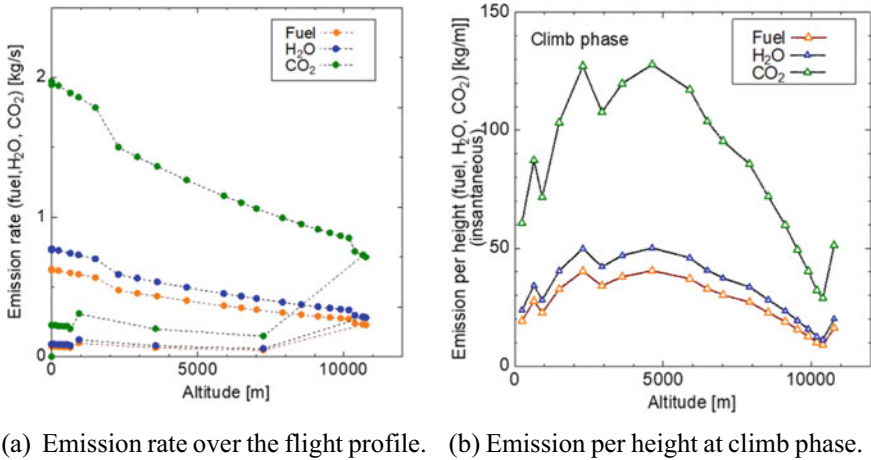 Emission rate (fuel,H₂O, CO₂) [kg/s]
2
1
0
Fuel
H₂O
CO₂
0 5000 10000
Altitude [m]
Emission per height (fuel, H₂O, CO₂) [kg/m]]
(insantaneous)
150
100
50
0
Climb phase
Fuel
H₂O
CO₂
0 5000 10000
Altitude [m]
(a) Emission rate over the flight profile. (b) Emission per height at climb phase.